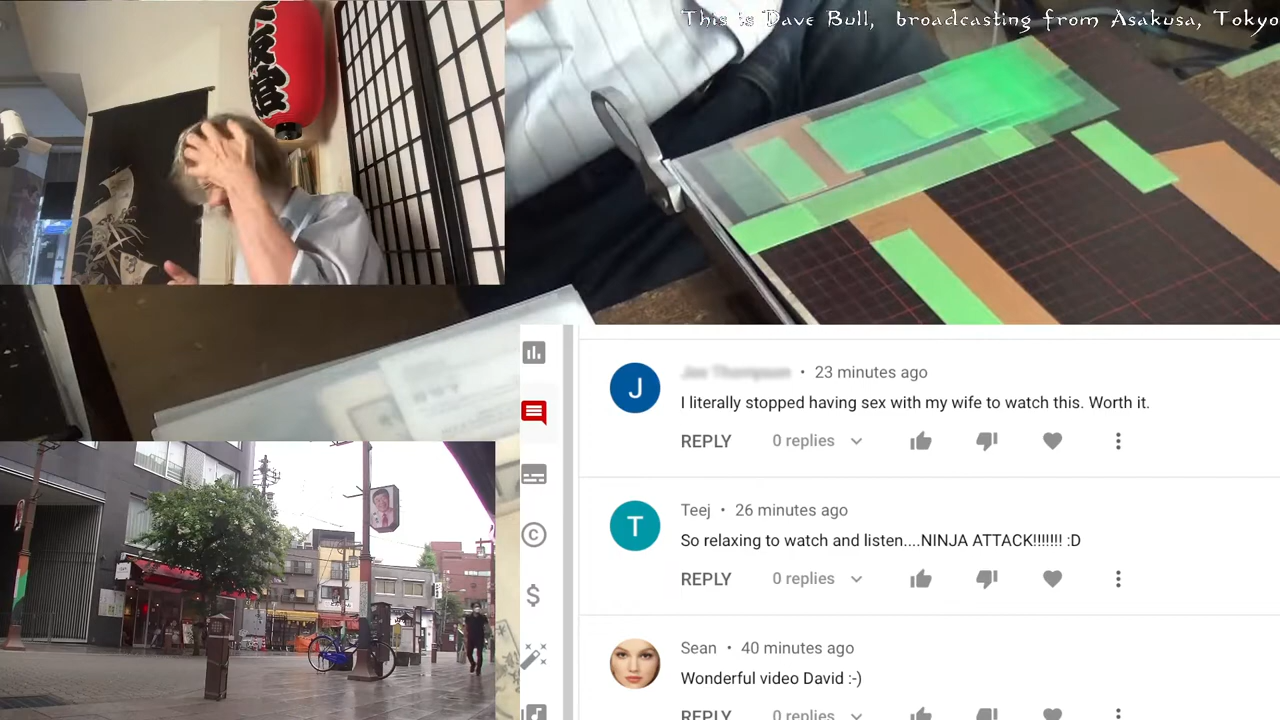 This is Dave Bull, broadcasting from Asakusa, Tokyo
• 23 minutes ago
I literally stopped having sex with my wife to watch this. Worth it.
REPLY 0 replies
J
Teej • 26 minutes ago
So relaxing to watch and listen....NINJA ATTACK!!!!!!! :D
REPLY 0 replies
T
Sean • 40 minutes ago
Wonderful video David :-)
REPLY 0 replies